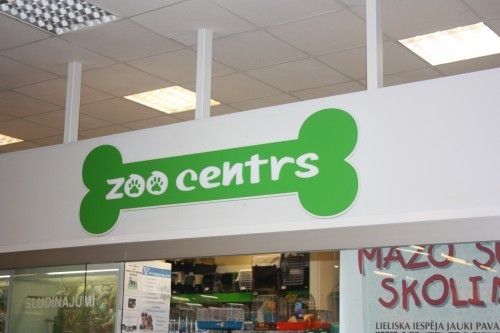 zoo centrs
SLUDINĀJUMI
MAZO
SKOLI
LIELISKA IESPĒJA JAUKI PAVA